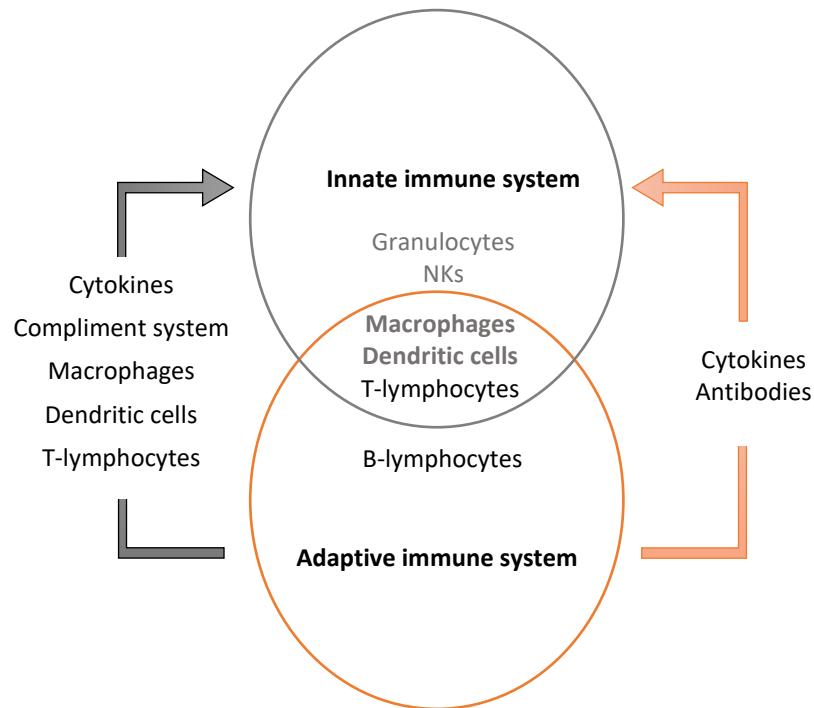 Innate immune system
Granulocytes
NKs
Macrophages
Dendritic cells
T-lymphocytes
B-lymphocytes
Adaptive immune system
Cytokines
Compliment system
Macrophages
Dendritic cells
T-lymphocytes
Cytokines
Antibodies